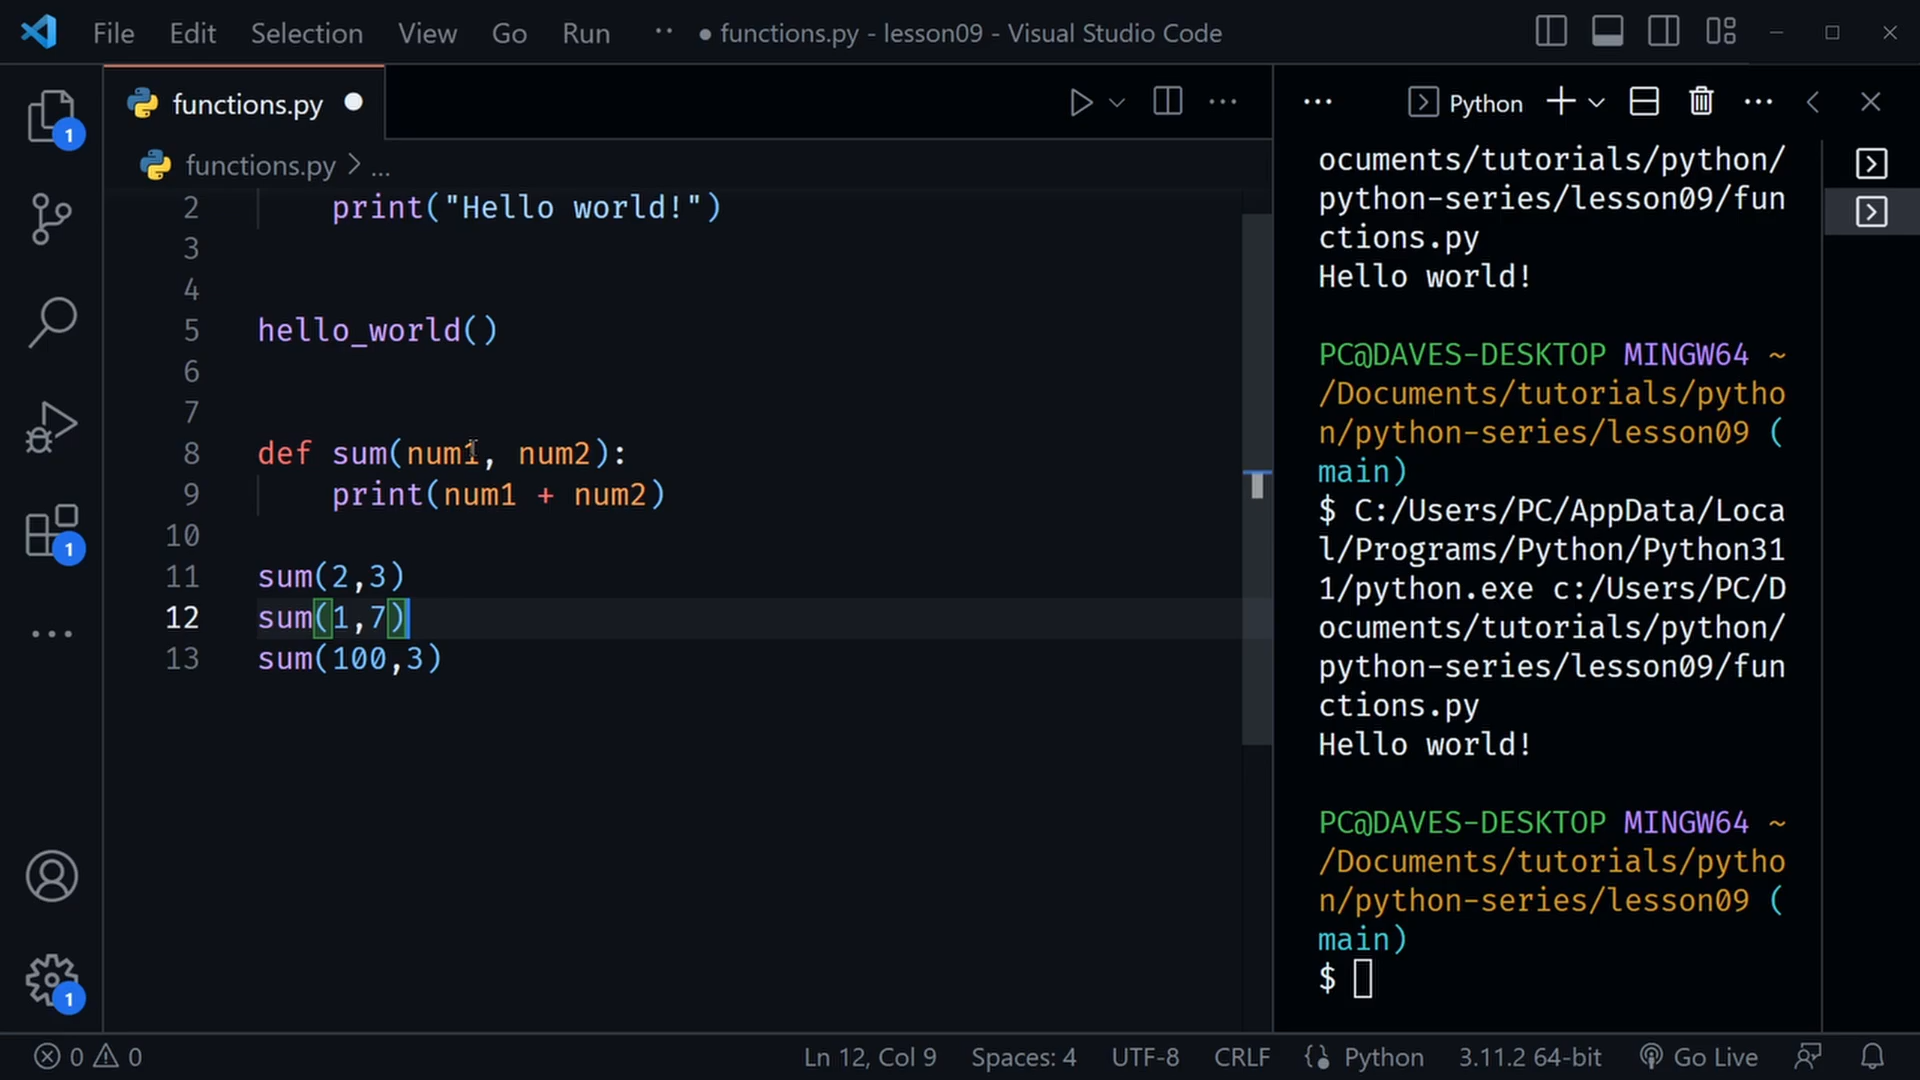 File Edit Selection View Go Run ·· ● functions.py - lesson09 - Visual Studio Code
functions.py
functions.py > ...
2     print("Hello world!")
3
4
5 hello_world()
6
7
8 def sum(num1, num2):
9     print(num1 + num2)
10
11 sum(2,3)
12 sum(1,7)
13 sum(100,3)
1
1
1
Python
ocuments/tutorials/python/
python-series/lesson09/fun
ctions.py
Hello world!
PC@DAVES-DESKTOP MINGW64 ~
/Documents/tutorials/pytho
n/python-series/lesson09 (
main)
$ C:/Users/PC/AppData/Loca
l/Programs/Python/Python31
1/python.exe c:/Users/PC/D
ocuments/tutorials/python/
python-series/lesson09/fun
ctions.py
Hello world!
PC@DAVES-DESKTOP MINGW64 ~
/Documents/tutorials/pytho
n/python-series/lesson09 (
main)
$
0 0 Ln 12, Col 9 Spaces: 4 UTF-8 CRLF Python 3.11.2 64-bit Go Live